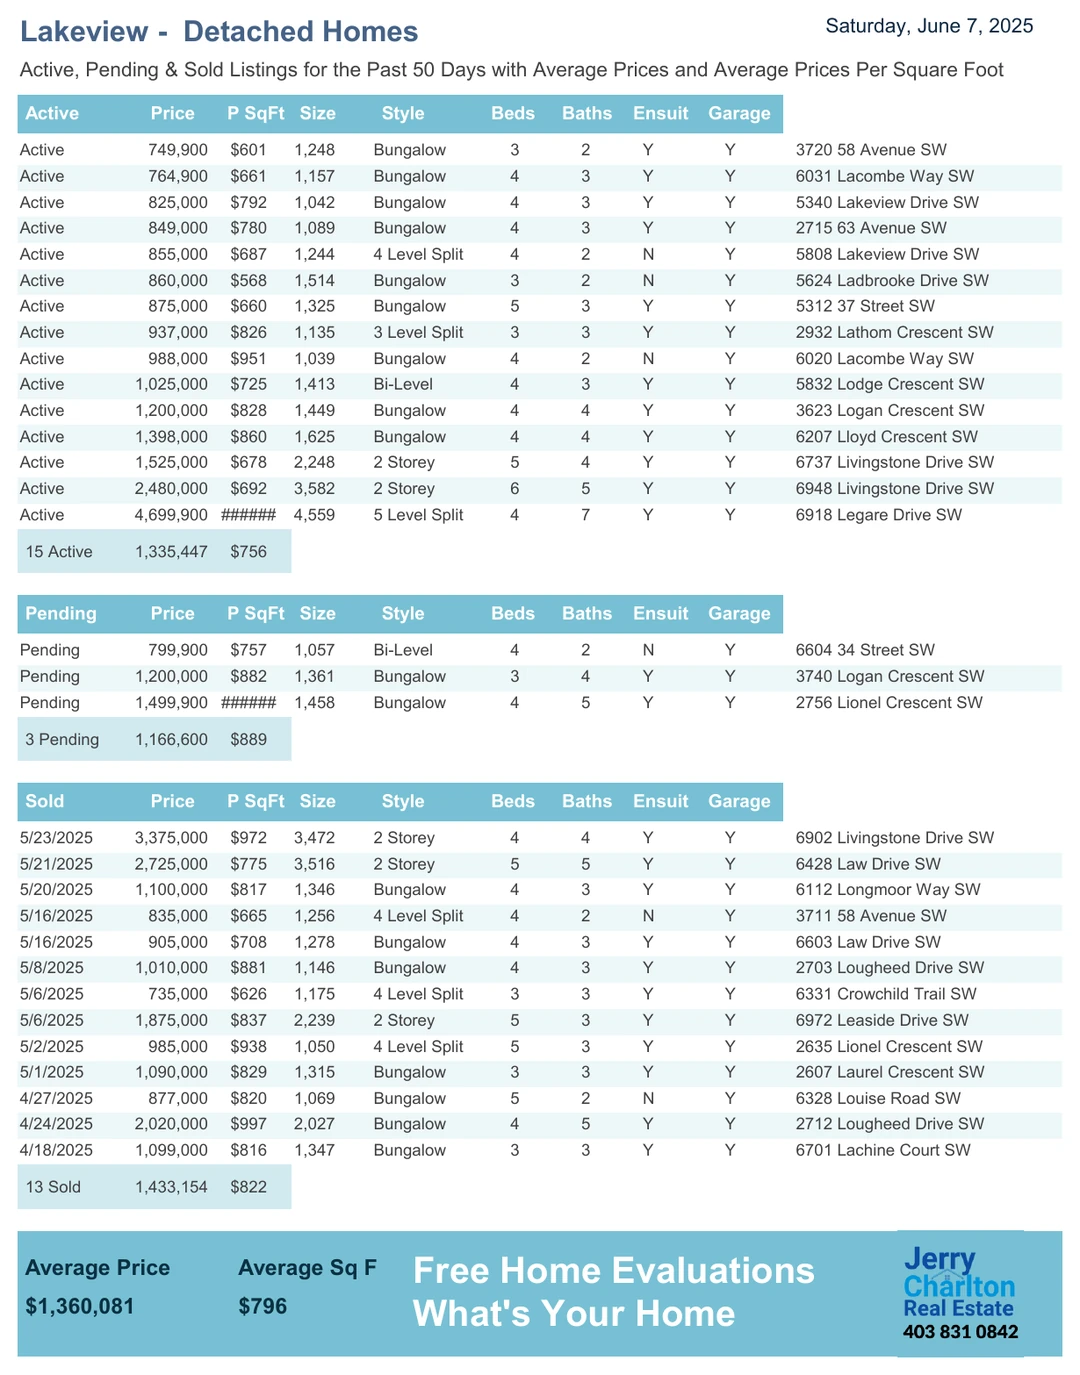 Lakeview - Detached Homes
Saturday, June 7, 2025
Active, Pending & Sold Listings for the Past 50 Days with Average Prices and Average Prices Per Square Foot
Active Price P SqFt Size Style Beds Baths Ensuit Garage
Active 749,900 $601 1,248 Bungalow 3 2 Y Y 3720 58 Avenue SW
Active 764,900 $661 1,157 Bungalow 4 3 Y Y 6031 Lacombe Way SW
Active 825,000 $792 1,042 Bungalow 4 3 Y Y 5340 Lakeview Drive SW
Active 849,000 $780 1,089 Bungalow 4 3 Y Y 2715 63 Avenue SW
Active 855,000 $687 1,244 4 Level Split 4 2 N Y 5808 Lakeview Drive SW
Active 860,000 $568 1,514 Bungalow 3 2 N Y 5624 Ladbrooke Drive SW
Active 875,000 $660 1,325 Bungalow 5 3 Y Y 5312 37 Street SW
Active 937,000 $826 1,135 3 Level Split 3 3 Y Y 2932 Lathom Crescent SW
Active 988,000 $951 1,039 Bungalow 4 2 N Y 6020 Lacombe Way SW
Active 1,025,000 $725 1,413 Bi-Level 4 3 Y Y 5832 Lodge Crescent SW
Active 1,200,000 $828 1,449 Bungalow 4 4 Y Y 3623 Logan Crescent SW
Active 1,398,000 $860 1,625 Bungalow 4 4 Y Y 6207 Lloyd Crescent SW
Active 1,525,000 $678 2,248 2 Storey 5 4 Y Y 6737 Livingstone Drive SW
Active 2,480,000 $692 3,582 2 Storey 6 5 Y Y 6948 Livingstone Drive SW
Active 4,699,900 ###### 4,559 5 Level Split 4 7 Y Y 6918 Legare Drive SW
15 Active 1,335,447 $756
Pending Price P SqFt Size Style Beds Baths Ensuit Garage
Pending 799,900 $757 1,057 Bi-Level 4 2 N Y 6604 34 Street SW
Pending 1,200,000 $882 1,361 Bungalow 3 4 Y Y 3740 Logan Crescent SW
Pending 1,499,900 ###### 1,458 Bungalow 4 5 Y Y 2756 Lionel Crescent SW
3 Pending 1,166,600 $889
Sold Price P SqFt Size Style Beds Baths Ensuit Garage
5/23/2025 3,375,000 $972 3,472 2 Storey 4 4 Y Y 6902 Livingstone Drive SW
5/21/2025 2,725,000 $775 3,516 2 Storey 5 5 Y Y 6428 Law Drive SW
5/20/2025 1,100,000 $817 1,346 Bungalow 4 3 Y Y 6112 Longmoor Way SW
5/16/2025 835,000 $665 1,256 4 Level Split 4 2 N Y 3711 58 Avenue SW
5/16/2025 905,000 $708 1,278 Bungalow 4 3 Y Y 6603 Law Drive SW
5/8/2025 1,010,000 $881 1,146 Bungalow 4 3 Y Y 2703 Lougheed Drive SW
5/6/2025 735,000 $626 1,175 4 Level Split 3 3 Y Y 6331 Crowchild Trail SW
5/6/2025 1,875,000 $837 2,239 2 Storey 5 3 Y Y 6972 Leaside Drive SW
5/2/2025 985,000 $938 1,050 4 Level Split 5 3 Y Y 2635 Lionel Crescent SW
5/1/2025 1,090,000 $829 1,315 Bungalow 3 3 Y Y 2607 Laurel Crescent SW
4/27/2025 877,000 $820 1,069 Bungalow 5 2 N Y 6328 Louise Road SW
4/24/2025 2,020,000 $997 2,027 Bungalow 4 5 Y Y 2712 Lougheed Drive SW
4/18/2025 1,099,000 $816 1,347 Bungalow 3 3 Y Y 6701 Lachine Court SW
13 Sold 1,433,154 $822
Average Price Average Sq F
$1,360,081 $796
Free Home Evaluations
What's Your Home
Jerry
Charlton
Real Estate
403 831 0842